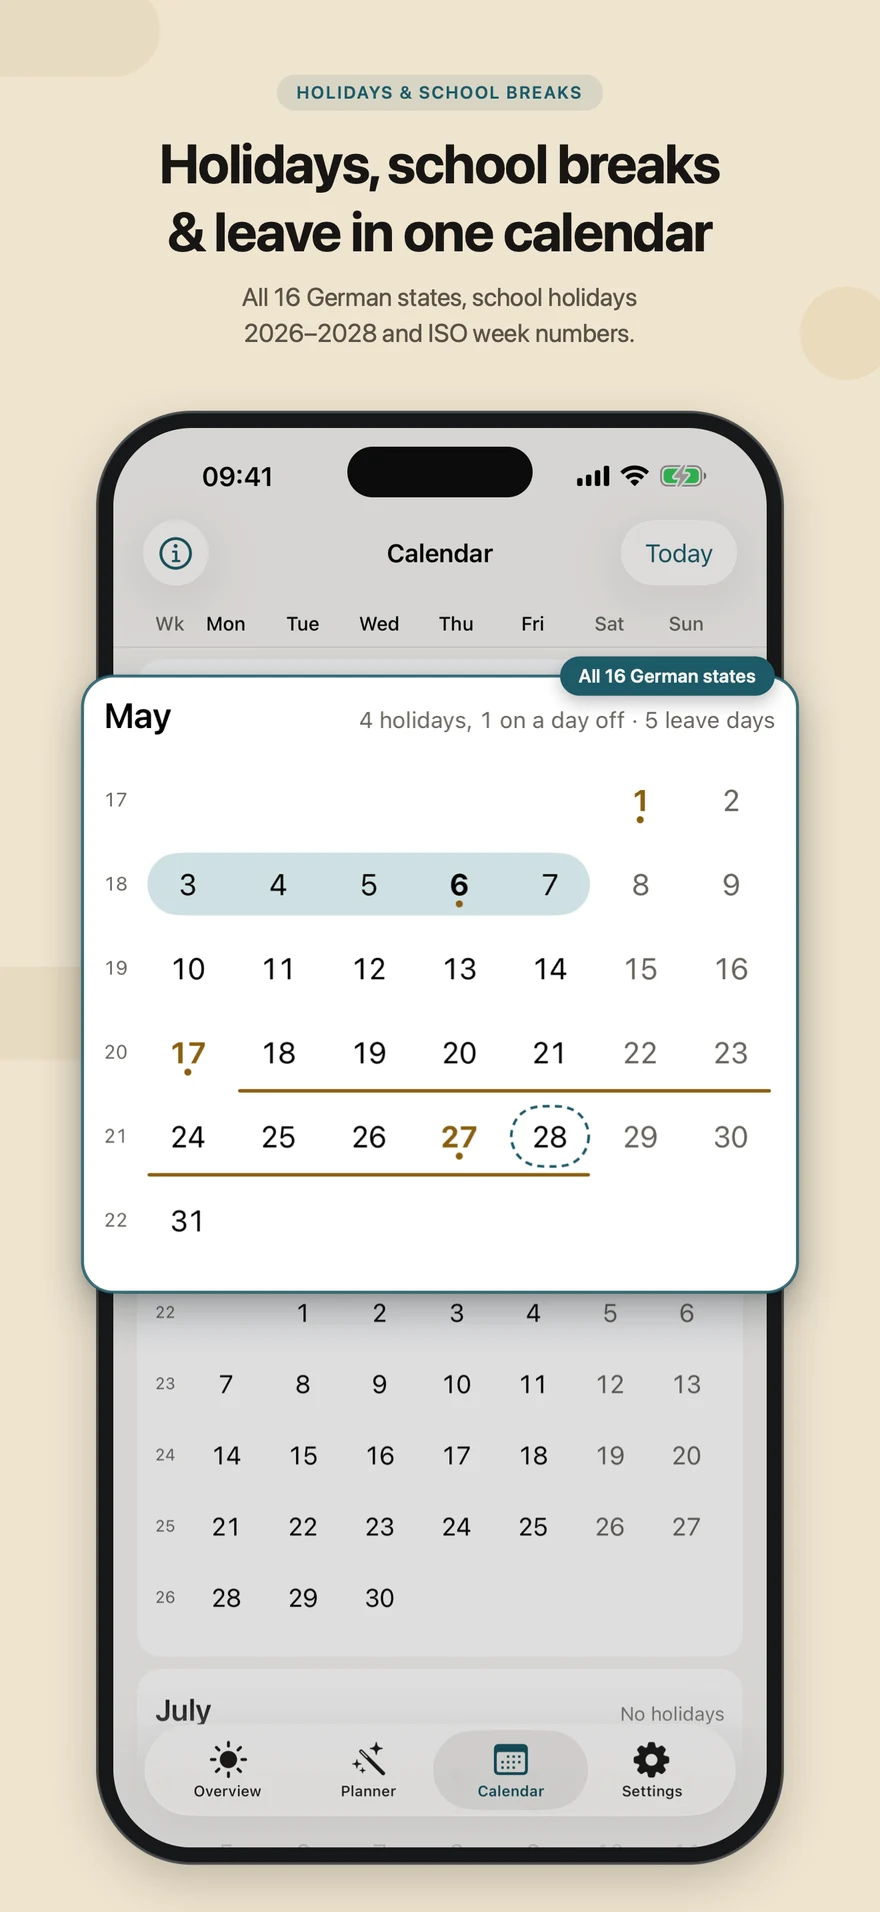 HOLIDAYS & SCHOOL BREAKS
Holidays, school breaks
& leave in one calendar
All 16 German states, school holidays
2026–2028 and ISO week numbers.
09:41
Calendar
Today
Wk Mon Tue Wed Thu Fri Sat Sun
All 16 German states
May
4 holidays, 1 on a day off · 5 leave days
17 1 2
18 3 4 5 6 7 8 9
19 10 11 12 13 14 15 16
20 17 18 19 20 21 22 23
21 24 25 26 27 28 29 30
22 31
22 1 2 3 4 5 6
23 7 8 9 10 11 12 13
24 14 15 16 17 18 19 20
25 21 22 23 24 25 26 27
26 28 29 30
July
No holidays
Overview Planner Calendar Settings